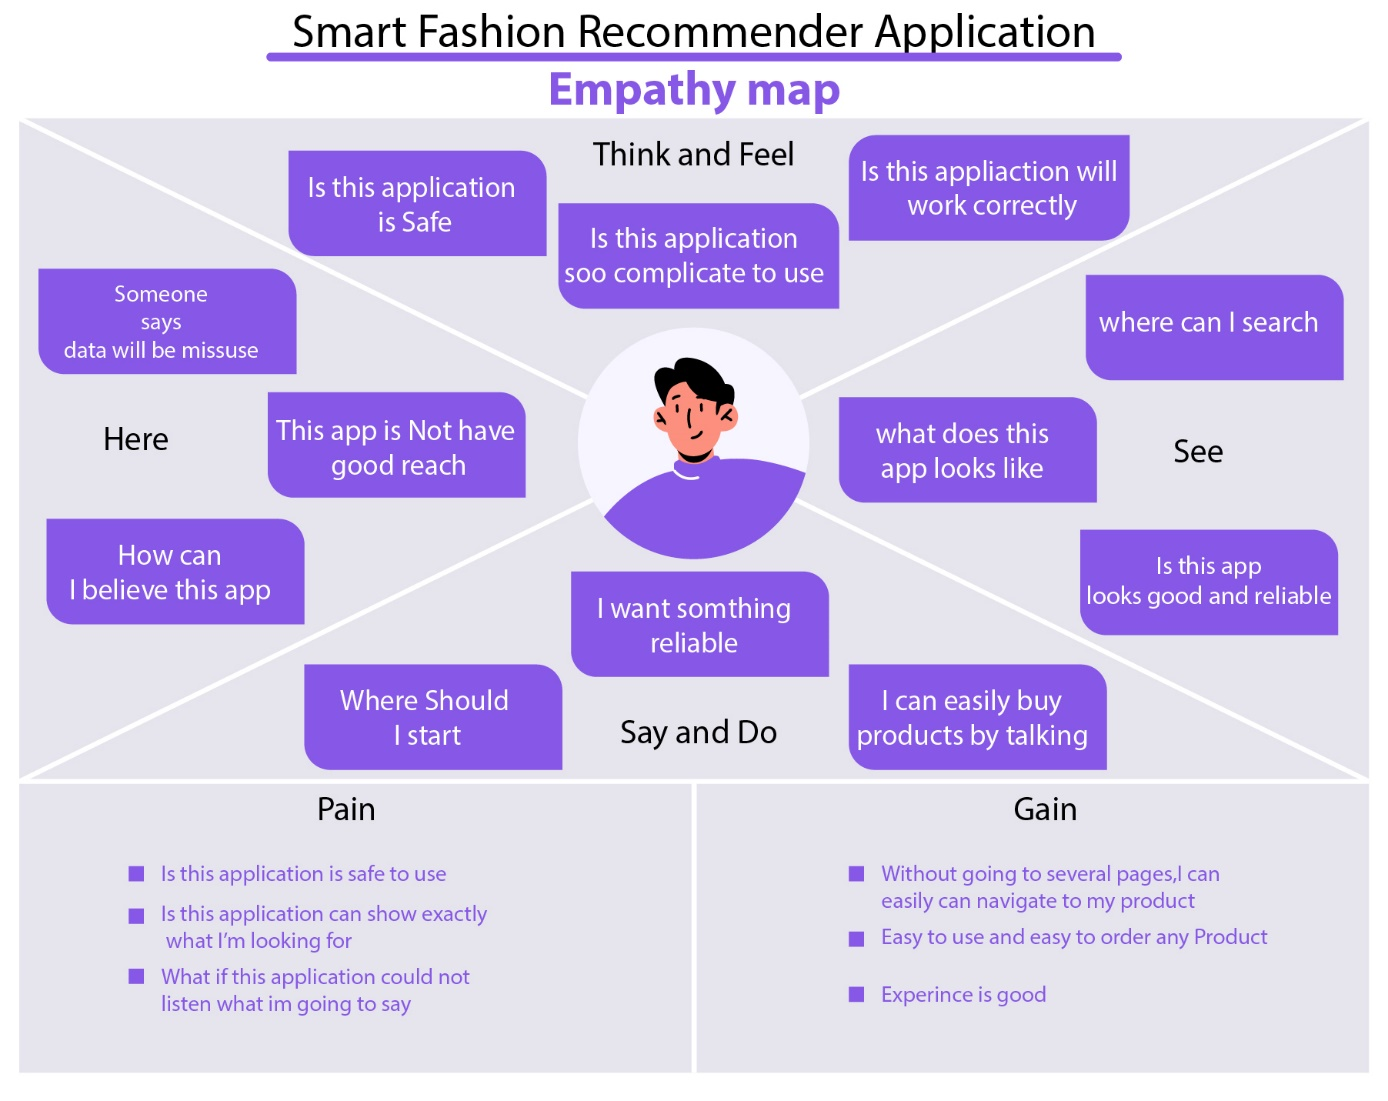 Smart Fashion Recommender Application
Empathy map
Think and Feel
Is this application
is Safe
Is this application
soo complicate to use
Is this appliaction will
work correctly
Someone
says
data will be missuse
Here
This app is Not have
good reach
How can
I believe this app
where can I search
what does this
app looks like
See
Is this app
looks good and reliable
I want somthing
reliable
Where Should
I start
Say and Do
I can easily buy
products by talking
Pain
Is this application is safe to use
Is this application can show exactly
what I'm looking for
What if this application could not
listen what im going to say
Gain
Without going to several pages,I can
easily can navigate to my product
Easy to use and easy to order any Product
Experince is good